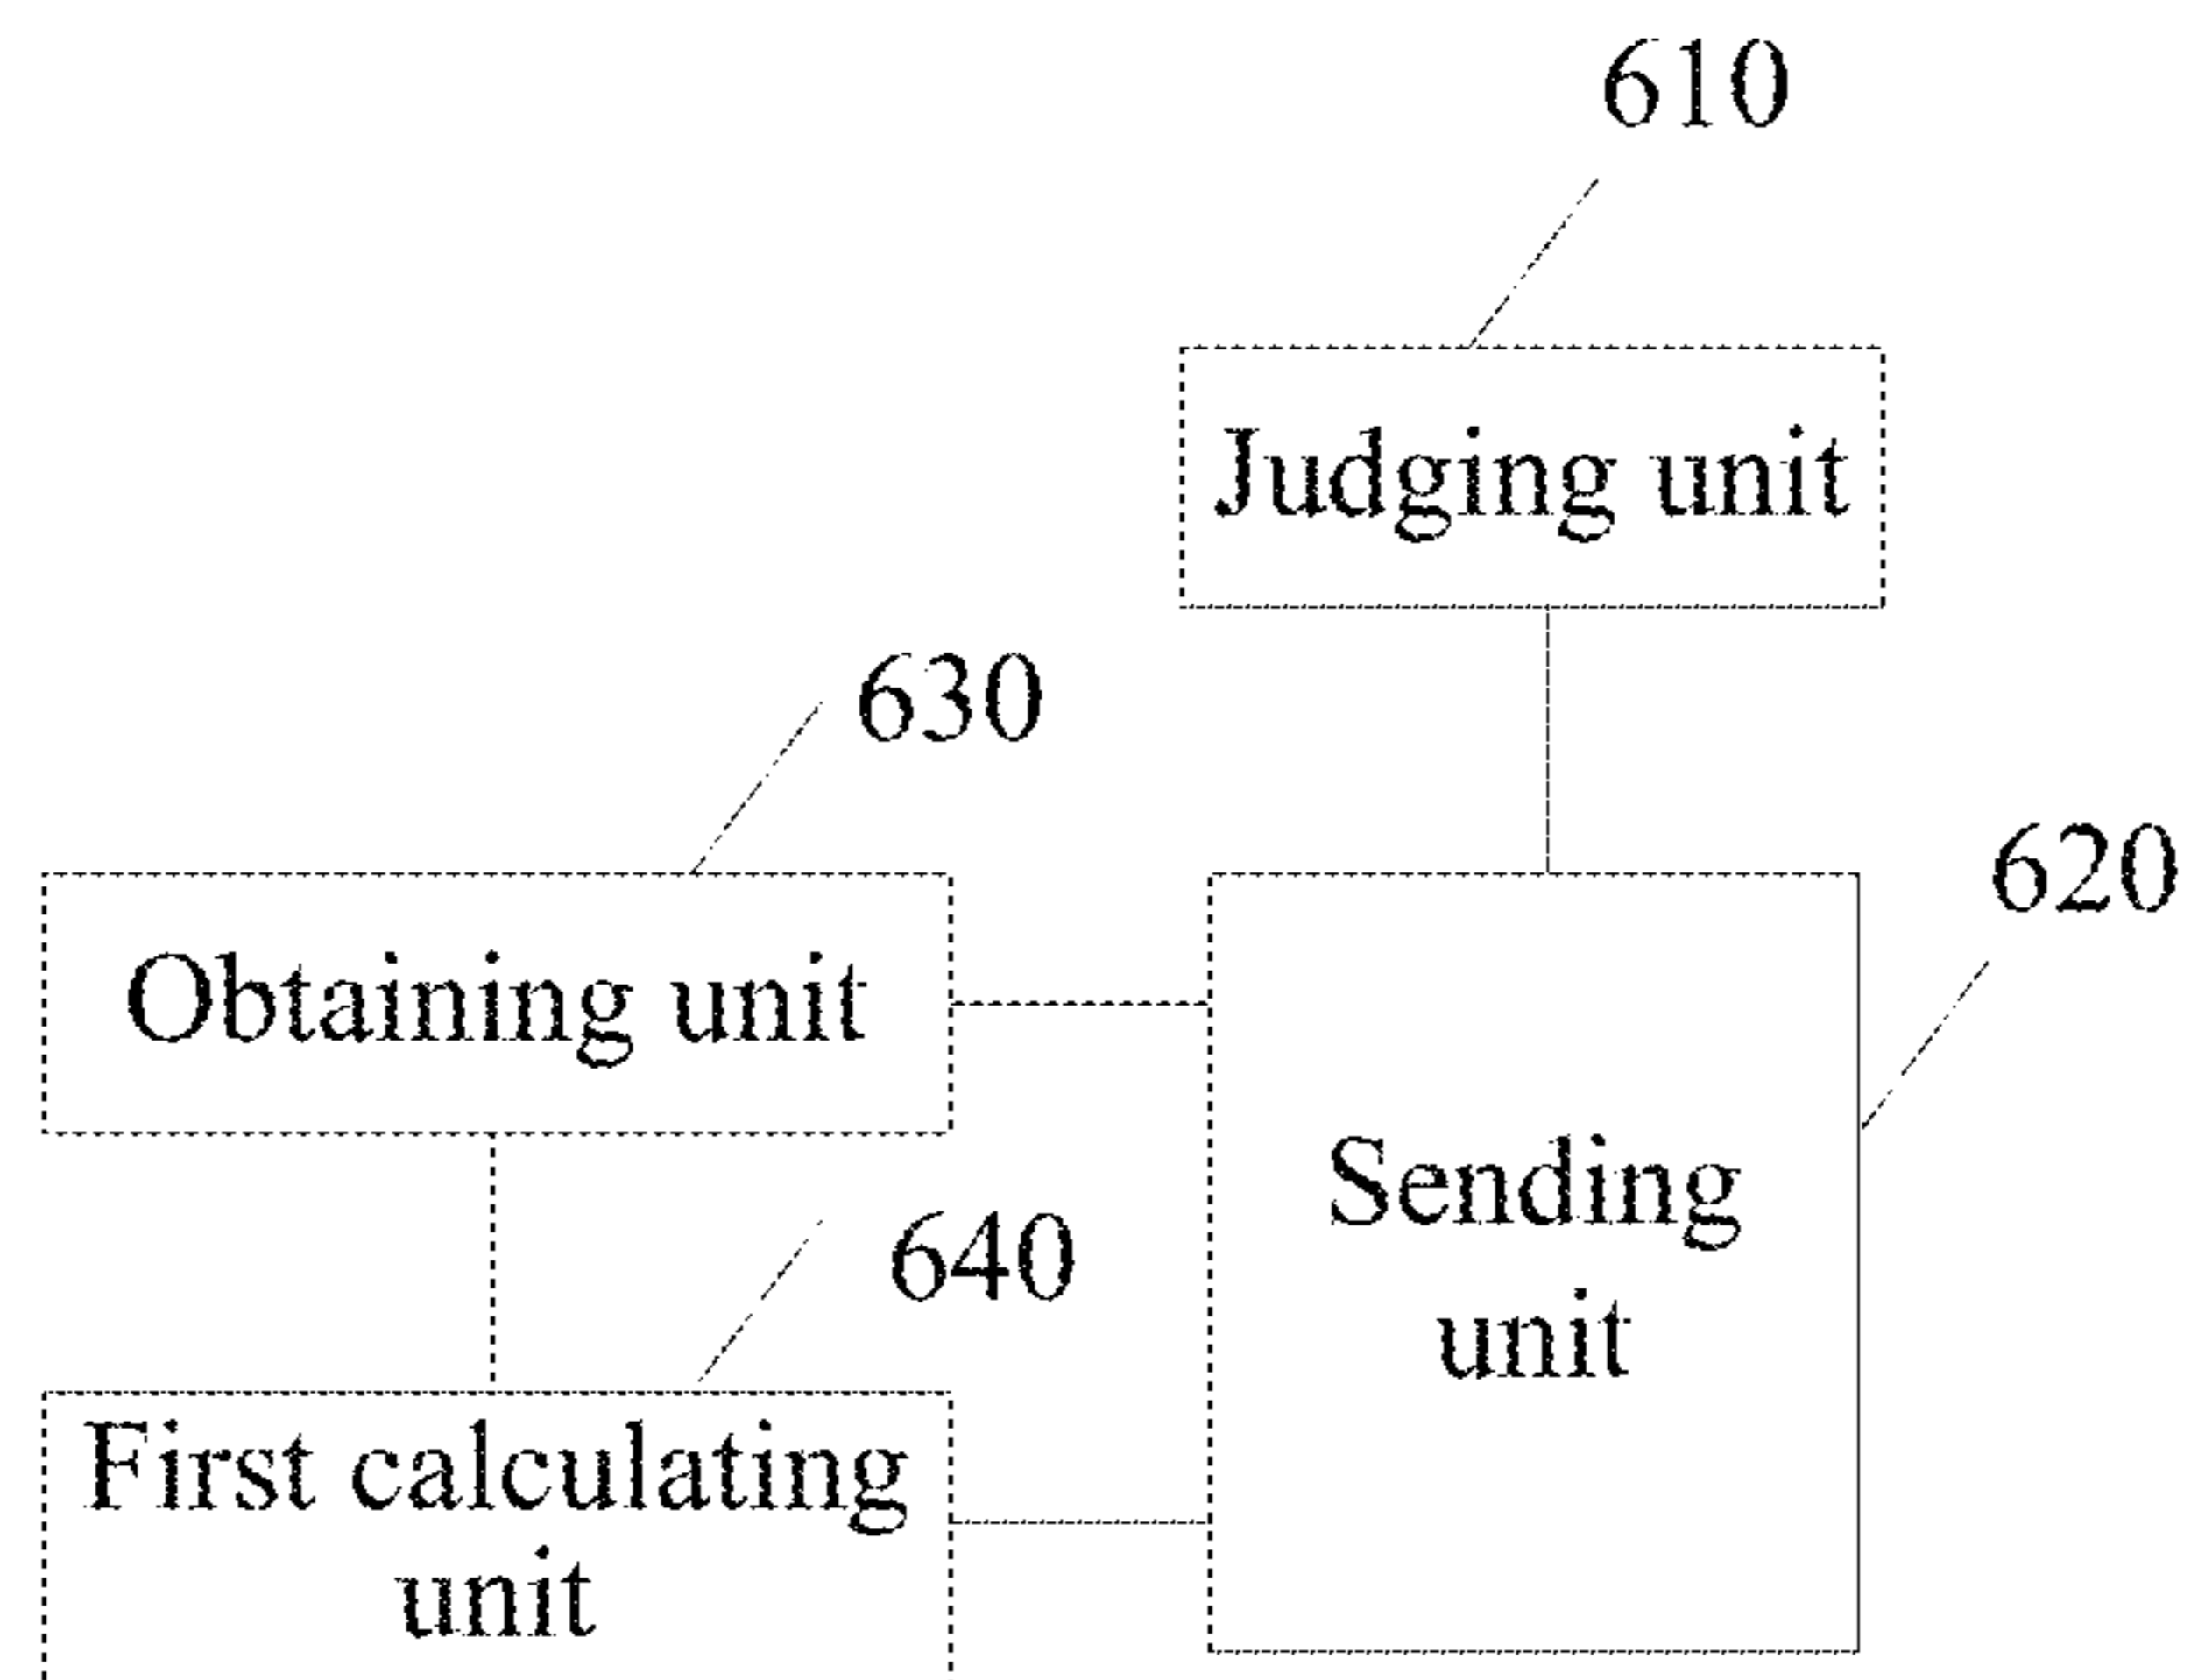 610
Judging unit
630
620
Obtaining unit
Sending
unit
640
First calculating
unit